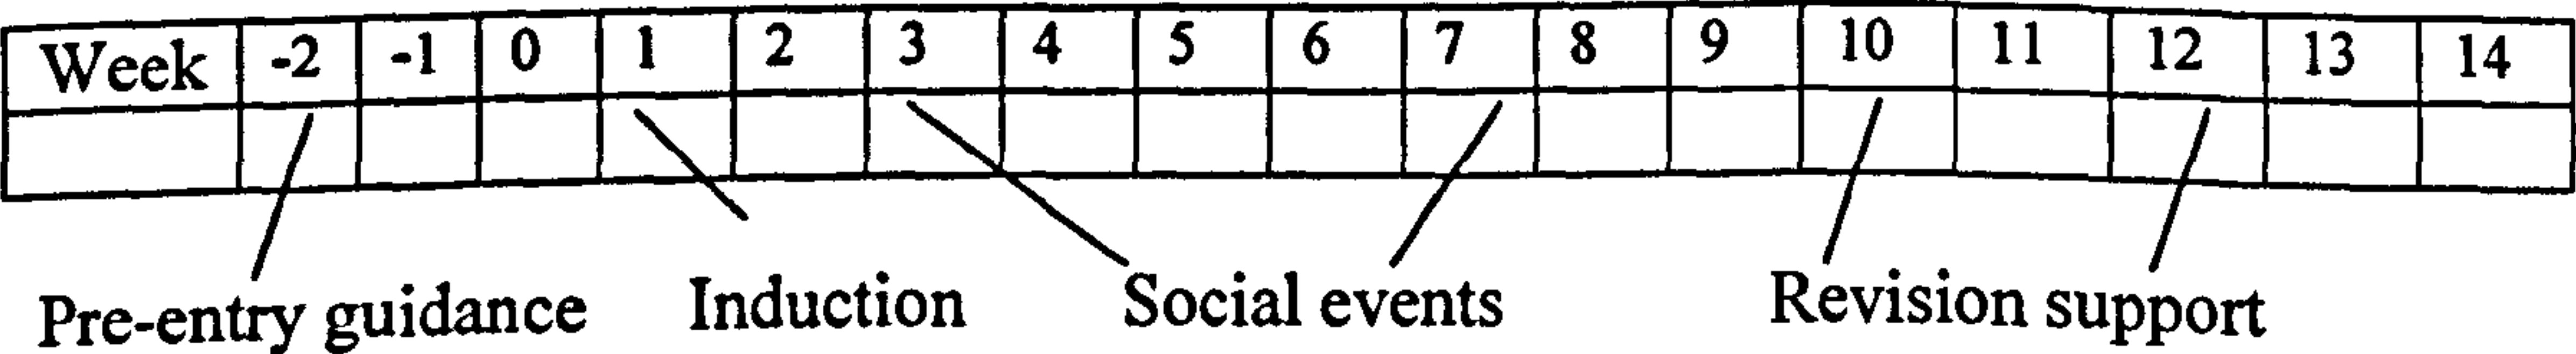 Week -2 -1 0 1 2 3 4 5 6 7 8 9 10 11 12 13 14
Pre-entry guidance Induction Social events Revision support